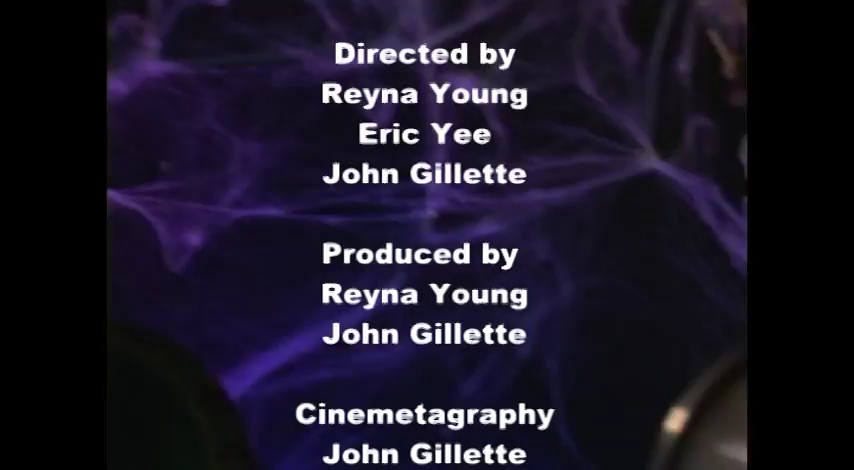 Directed by
Reyna Young
Eric Yee
John Gillette
Produced by
Reyna Young
John Gillette
Cinemetagraphy
John Gillette